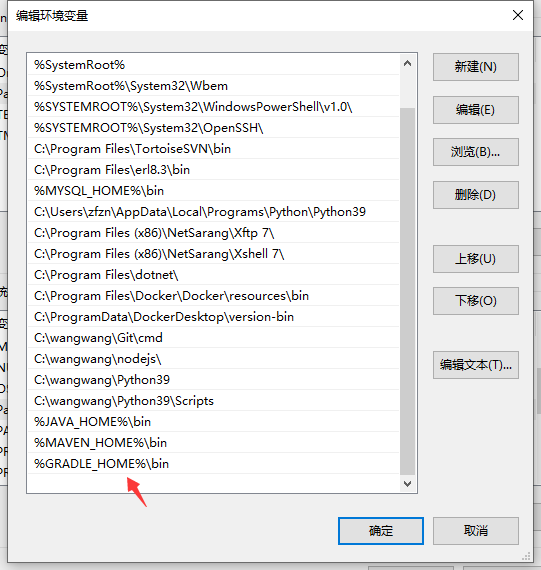 编辑环境变量
%SystemRoot%
%SystemRoot%\System32\Wbem
%SYSTEMROOT%\System32\WindowsPowerShell\v1.0\
%SYSTEMROOT%\System32\OpenSSH\
C:\Program Files\TortoiseSVN\bin
C:\Program Files\erl8.3\bin
%MYSQL_HOME%\bin
C:\Users\zfzn\AppData\Local\Programs\Python\Python39
C:\Program Files (x86)\NetSarang\Xftp 7\
C:\Program Files (x86)\NetSarang\Xshell 7\
C:\Program Files\dotnet\
C:\Program Files\Docker\Docker\resources\bin
C:\ProgramData\DockerDesktop\version-bin
C:\wangwang\Git\cmd
C:\wangwang\nodejs\
C:\wangwang\Python39
C:\wangwang\Python39\Scripts
%JAVA_HOME%\bin
%MAVEN_HOME%\bin
%GRADLE_HOME%\bin
新建(N)
编辑(E)
浏览(B)...
删除(D)
上移(U)
下移(O)
编辑文本(T)...
确定
取消